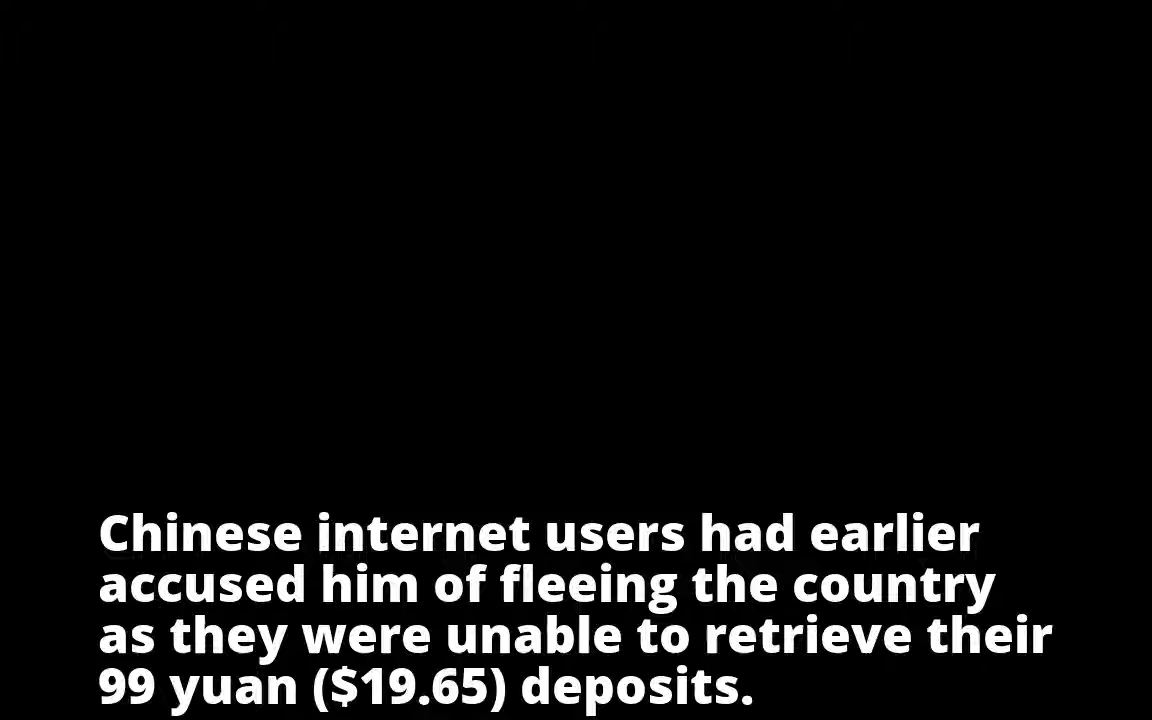 Chinese internet users had earlier
accused him of fleeing the country
as they were unable to retrieve their
99 yuan ($19.65) deposits.